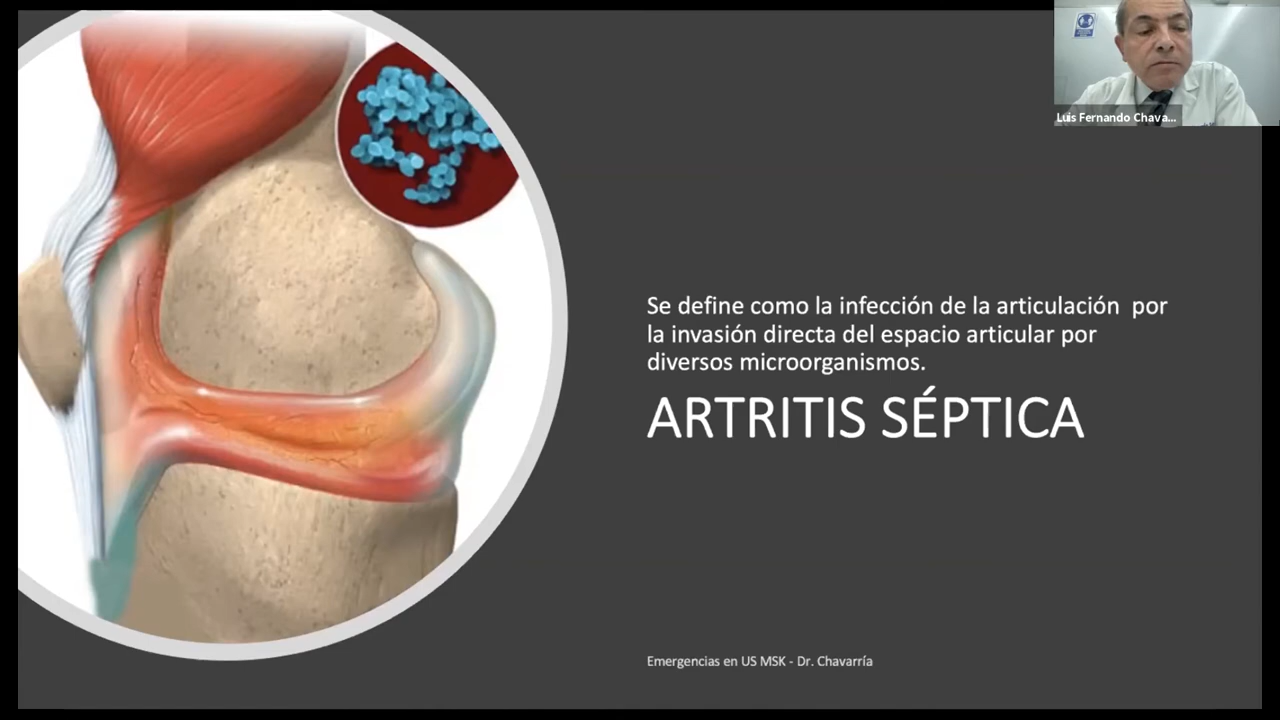 Luis Fernando Chava...
Se define como la infección de la articulación  por
la invasión directa del espacio articular por
diversos microorganismos.
ARTRITIS SÉPTICA
Emergencias en US MSK - Dr. Chavarría